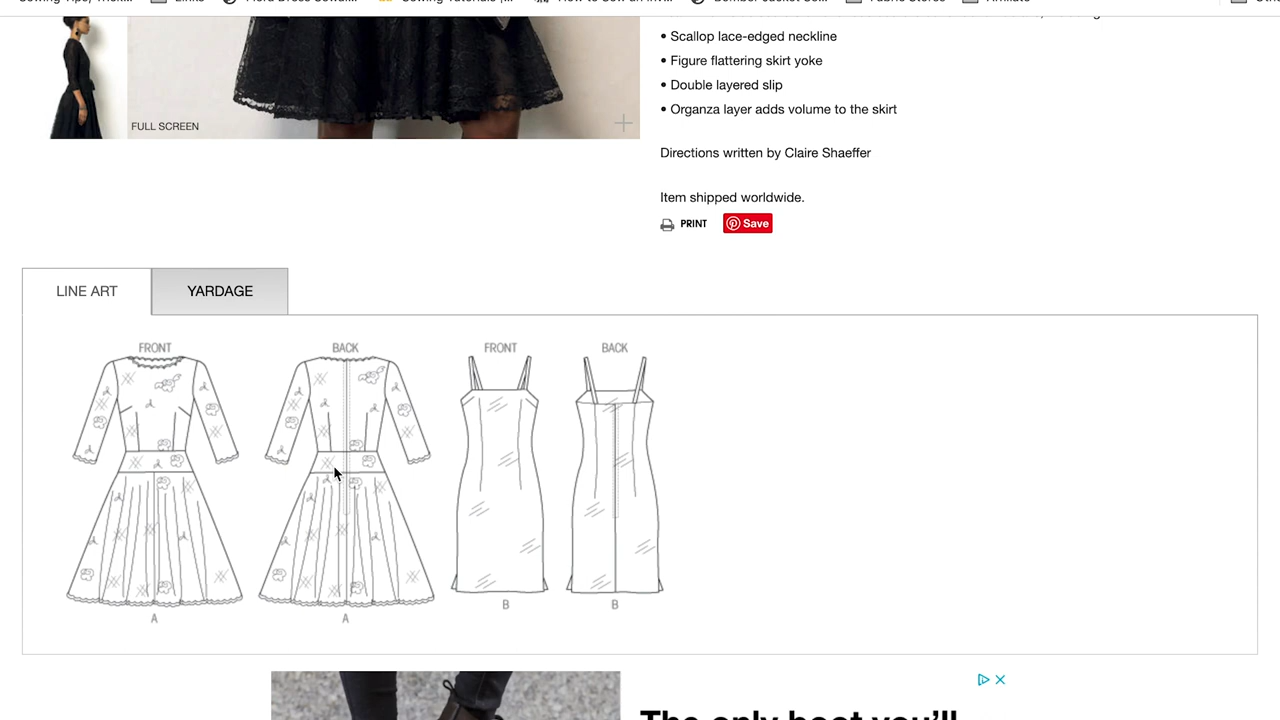 • Scallop lace-edged neckline
• Figure flattering skirt yoke
• Double layered slip
• Organza layer adds volume to the skirt
FULL SCREEN
Directions written by Claire Shaeffer
Item shipped worldwide.
PRINT
Save
LINE ART
YARDAGE
FRONT
BACK
FRONT
BACK
B
B
A
A
The only boot you'll